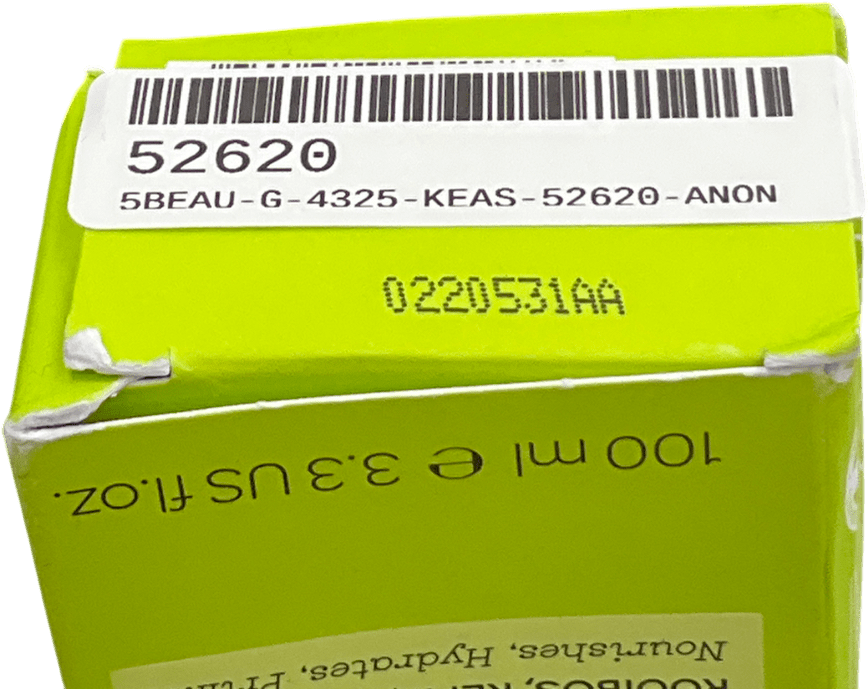 52620
5BEAU-G-4325-KEAS-52620-ANON
0220531AA
100 ml e 3.3 US fl.oz.
Nourishes, Hydrates,